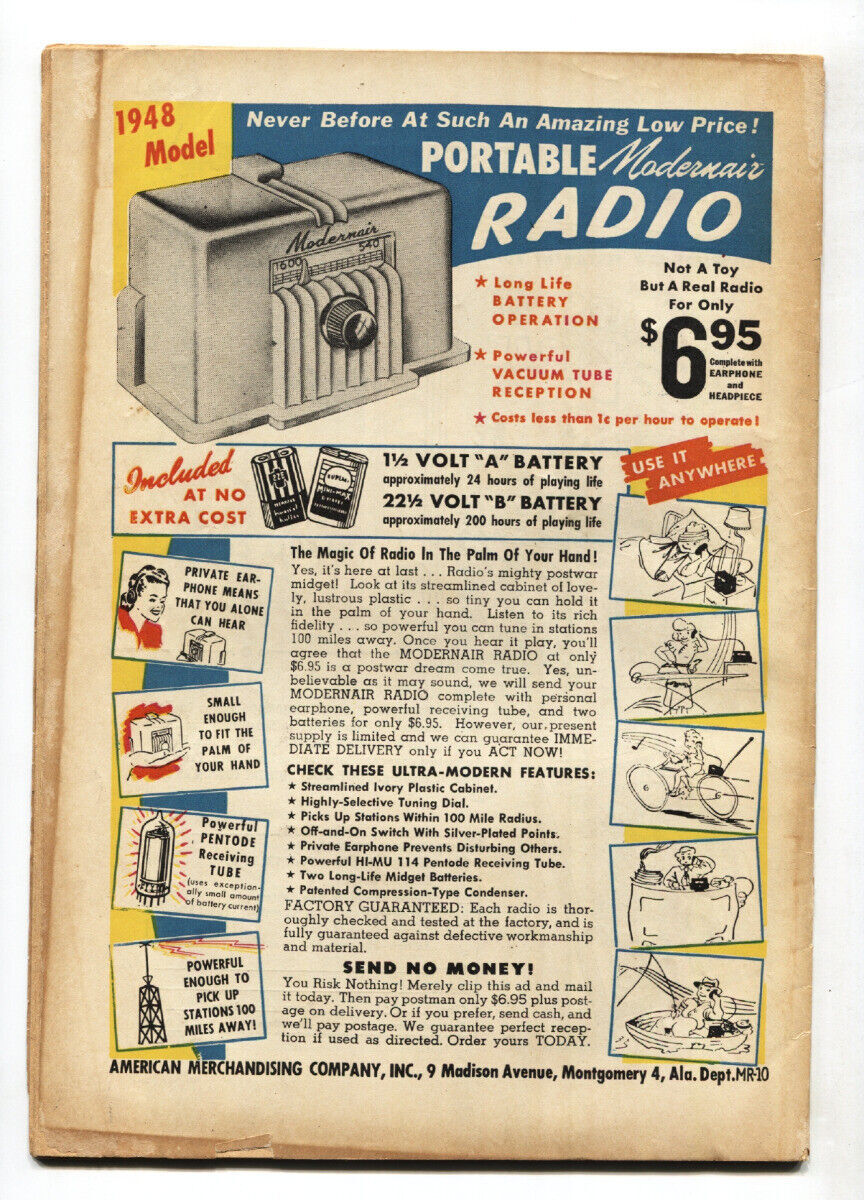 1948
Model
Never Before At Such An Amazing Low Price!
PORTABLE Modernair
RADIO
Modernair
1600 540
★ Long Life
BATTERY
OPERATION
★ Powerful
VACUUM TUBE
RECEPTION
★ Costs less than 1c per hour to operate!
Not A Toy
But A Real Radio
For Only
$6.95
Complete with
EARPHONE
and
HEADPIECE
Included
AT NO
EXTRA COST
MINI-MAX
1½ VOLT "A" BATTERY
approximately 24 hours of playing life
22½ VOLT "B" BATTERY
approximately 200 hours of playing life
USE IT
ANYWHERE
PRIVATE EAR-
PHONE MEANS
THAT YOU ALONE
CAN HEAR
SMALL
ENOUGH
TO FIT THE
PALM OF
YOUR HAND
Powerful
PENTODE
Receiving
TUBE
(uses exception-
ally small amount
of battery current)
POWERFUL
ENOUGH TO
PICK UP
STATIONS 100
MILES AWAY!
The Magic Of Radio In The Palm Of Your Hand!
Yes, it's here at last . . . Radio's mighty postwar
midget! Look at its streamlined cabinet of love-
ly, lustrous plastic . . . so tiny you can hold it
in the palm of your hand. Listen to its rich
fidelity . . . so powerful you can tune in stations
100 miles away. Once you hear it play, you'll
agree that the MODERNAIR RADIO at only
$6.95 is a postwar dream come true. Yes, un-
believable as it may sound, we will send your
MODERNAIR RADIO complete with personal
earphone, powerful receiving tube, and two
batteries for only $6.95. However, our present
supply is limited and we can guarantee IMME-
DIATE DELIVERY only if you ACT NOW!
CHECK THESE ULTRA-MODERN FEATURES:
★ Streamlined Ivory Plastic Cabinet.
★ Highly-Selective Tuning Dial.
★ Picks Up Stations Within 100 Mile Radius.
★ Off-and-On Switch With Silver-Plated Points.
★ Private Earphone Prevents Disturbing Others.
★ Powerful HI-MU 114 Pentode Receiving Tube.
★ Two Long-Life Midget Batteries.
★ Patented Compression-Type Condenser.
FACTORY GUARANTEED: Each radio is thor-
oughly checked and tested at the factory, and is
fully guaranteed against defective workmanship
and material.
SEND NO MONEY!
You Risk Nothing! Merely clip this ad and mail
it today. Then pay postman only $6.95 plus post-
age on delivery. Or if you prefer, send cash, and
we'll pay postage. We guarantee perfect recep-
tion if used as directed. Order yours TODAY.
AMERICAN MERCHANDISING COMPANY, INC., 9 Madison Avenue, Montgomery 4, Ala. Dept. MR-10